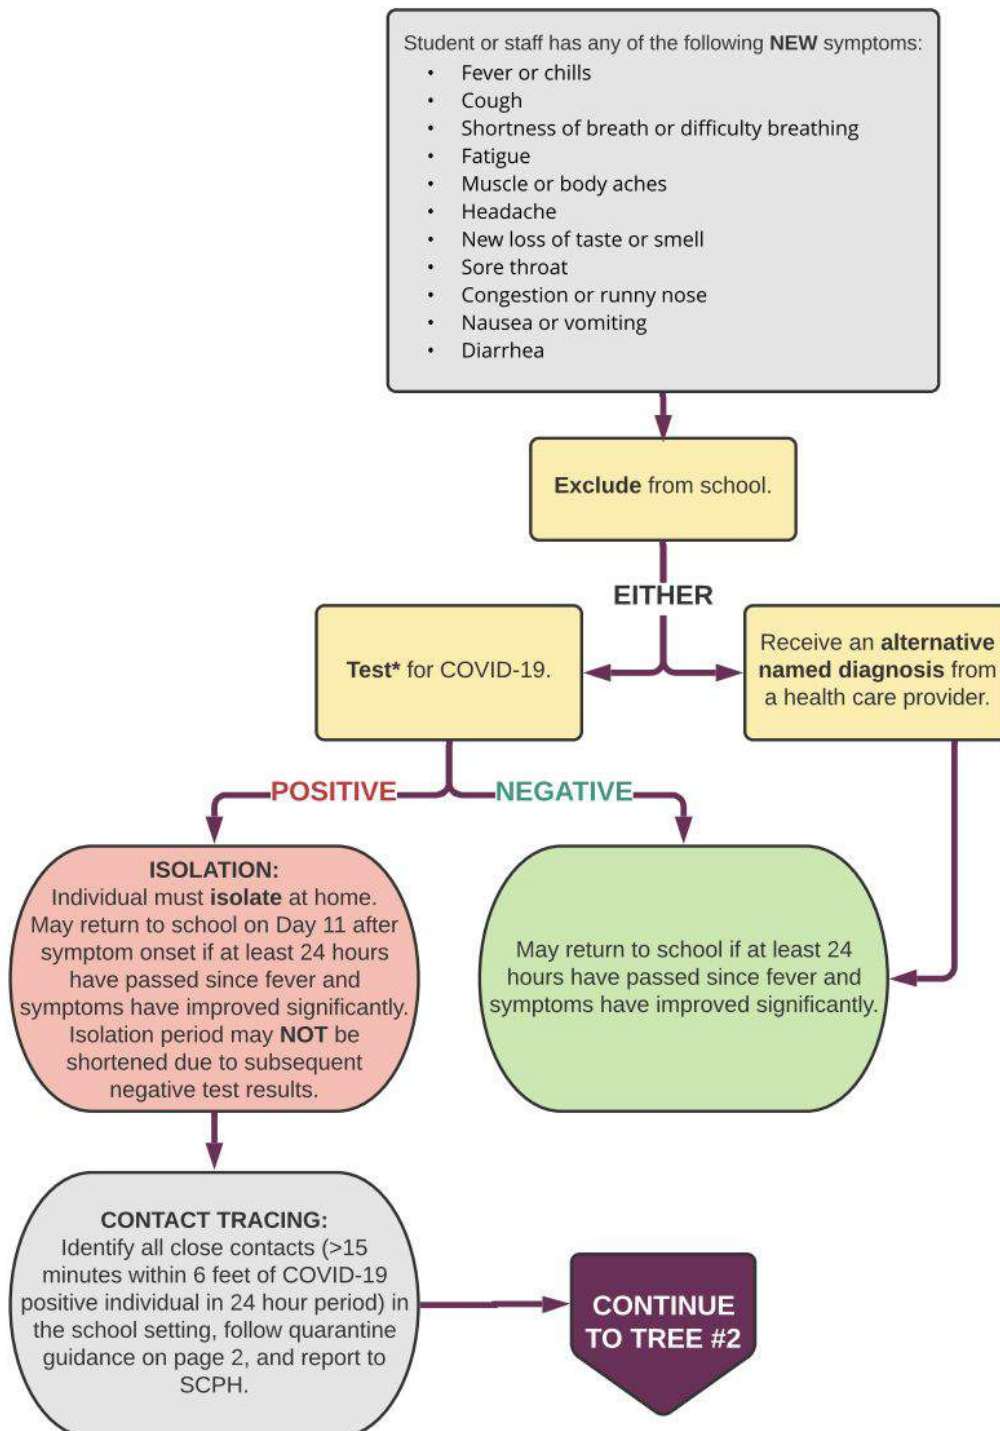 Student or staff has any of the following NEW symptoms:
• Fever or chills
• Cough
• Shortness of breath or difficulty breathing
• Fatigue
• Muscle or body aches
• Headache
• New loss of taste or smell
• Sore throat
• Congestion or runny nose
• Nausea or vomiting
• Diarrhea
Exclude from school.
EITHER
Test* for COVID-19.
Receive an alternative
named diagnosis from
a health care provider.
POSITIVE
NEGATIVE
ISOLATION:
Individual must isolate at home.
May return to school on Day 11 after
symptom onset if at least 24 hours
have passed since fever and
symptoms have improved significantly.
Isolation period may NOT be
shortened due to subsequent
negative test results.
May return to school if at least 24
hours have passed since fever and
symptoms have improved significantly.
CONTACT TRACING:
Identify all close contacts (>15
minutes within 6 feet of COVID-19
positive individual in 24 hour period) in
the school setting, follow quarantine
guidance on page 2, and report to
SCPH.
CONTINUE
TO TREE #2